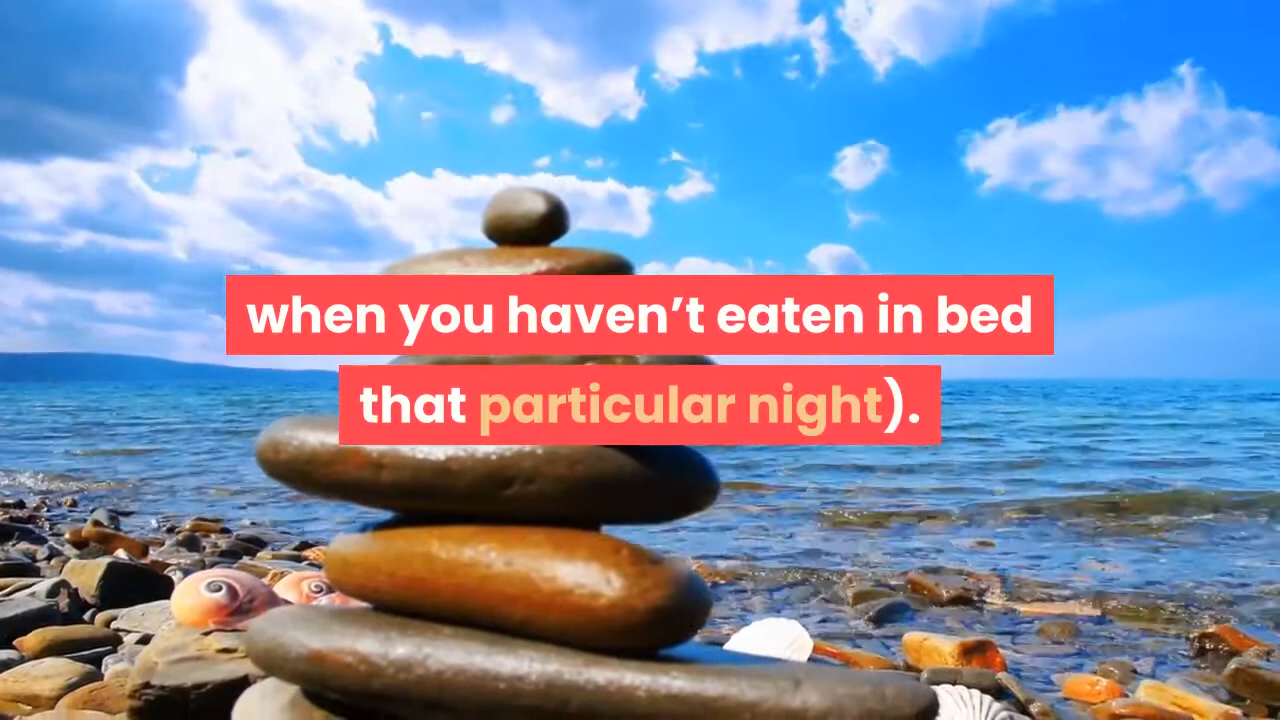 when you haven’t eaten in bed
that particular night).